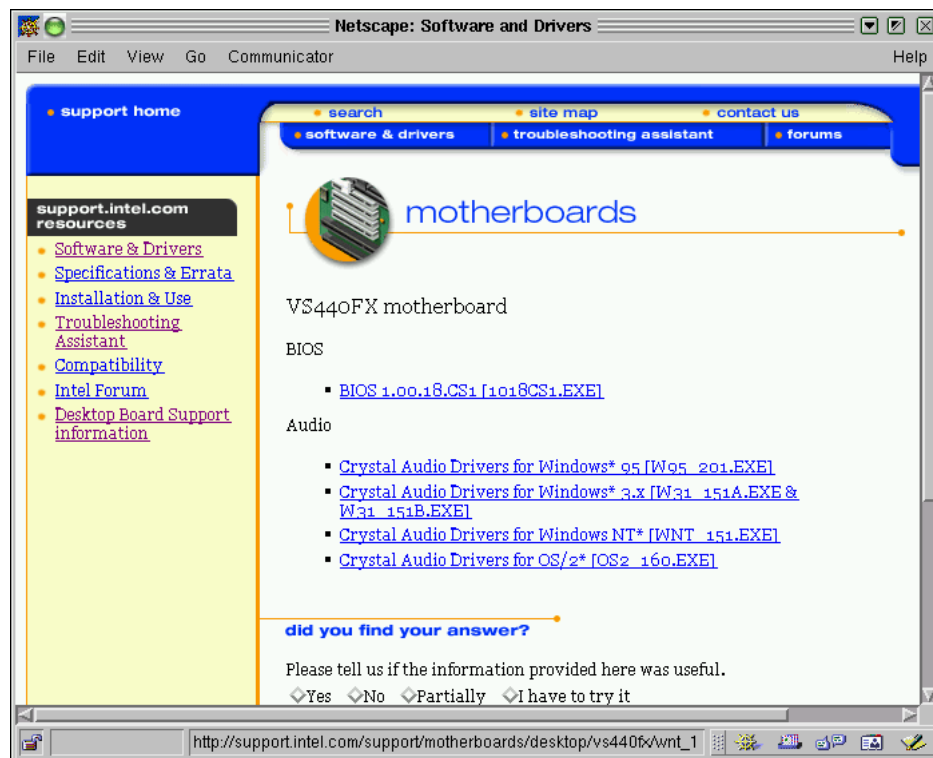 Netscape: Software and Drivers
File Edit View Go Communicator Help
support home
search site map contact us
software & drivers troubleshooting assistant forums
support.intel.com
resources
Software & Drivers
Specifications & Errata
Installation & Use
Troubleshooting
Assistant
Compatibility
Intel Forum
Desktop Board Support
information
motherboards
VS440FX motherboard
BIOS
BIOS 1.00.18.CS1 [1018CS1.EXE]
Audio
Crystal Audio Drivers for Windows* 95 [W95_201.EXE]
Crystal Audio Drivers for Windows* 3.x [W31_151A.EXE &
W31_151B.EXE]
Crystal Audio Drivers for Windows NT* [WNT_151.EXE]
Crystal Audio Drivers for OS/2* [OS2_160.EXE]
did you find your answer?
Please tell us if the information provided here was useful.
Yes No Partially I have to try it
http://support.intel.com/support/motherboards/desktop/vs440fx/wnt_1